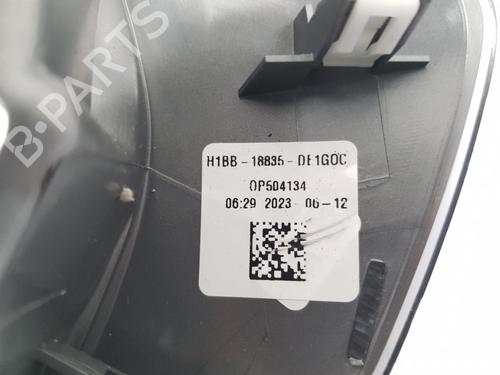 H1BB - 18835 - DE1GOC
OP504134
06:29 2023- 06-12
B-PARTS